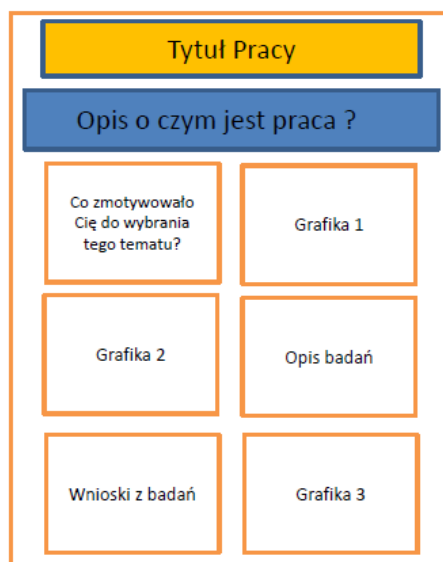 Tytuł Pracy
Opis o czym jest praca ?
Co zmotywowało
Cię do wybrania
tego tematu?
Grafika 1
Grafika 2
Opis badań
Wnioski z badań
Grafika 3